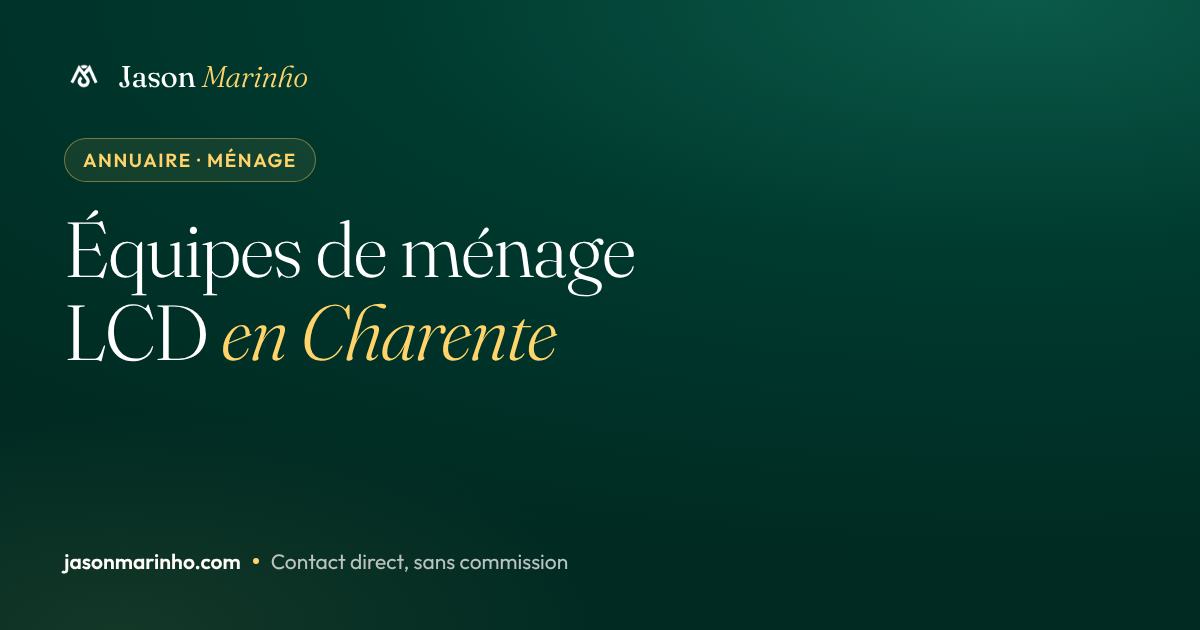 Jason Marinho
ANNUAIRE · MÉNAGE
Équipes de ménage
LCD en Charente
jasonmarinho.com • Contact direct, sans commission